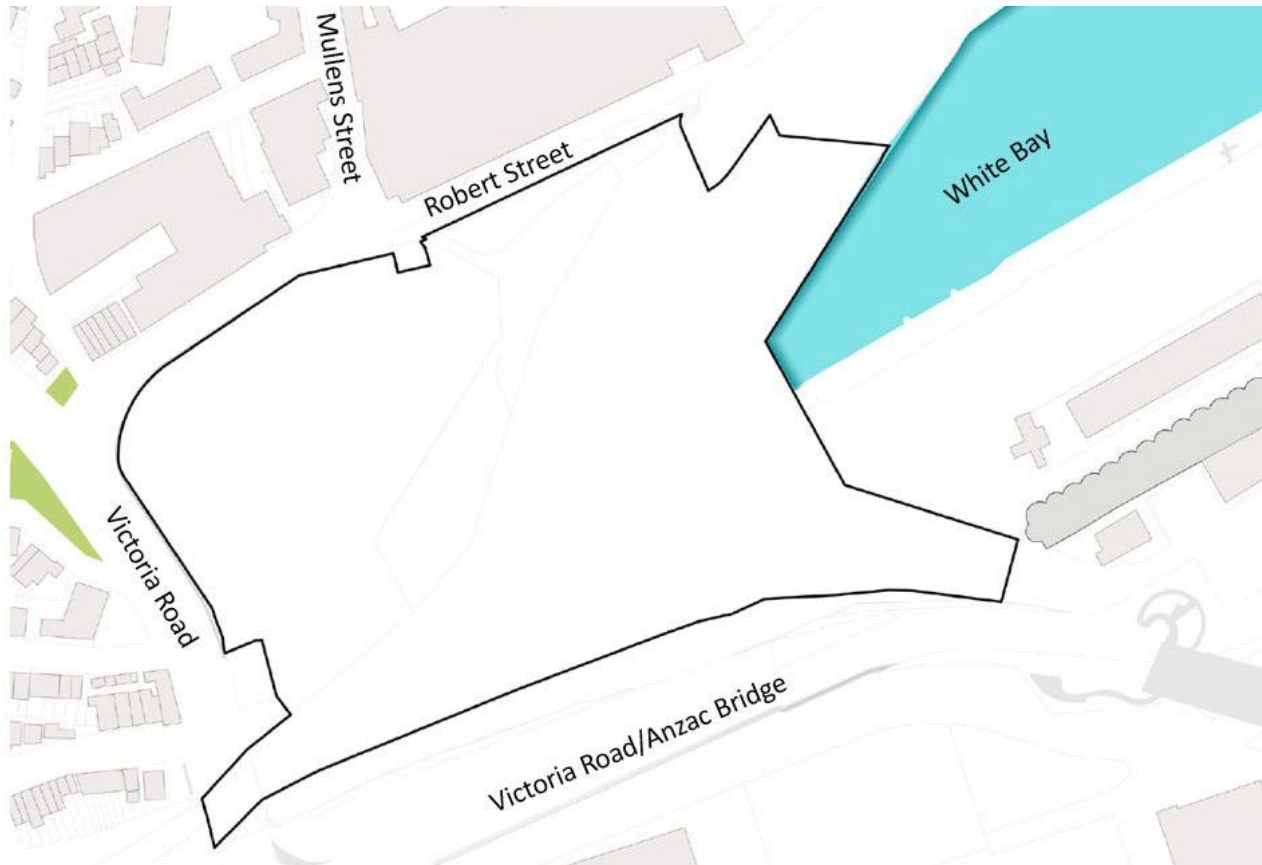 Mullens Street
Robert Street
White Bay
Victoria Road
Victoria Road/Anzac Bridge